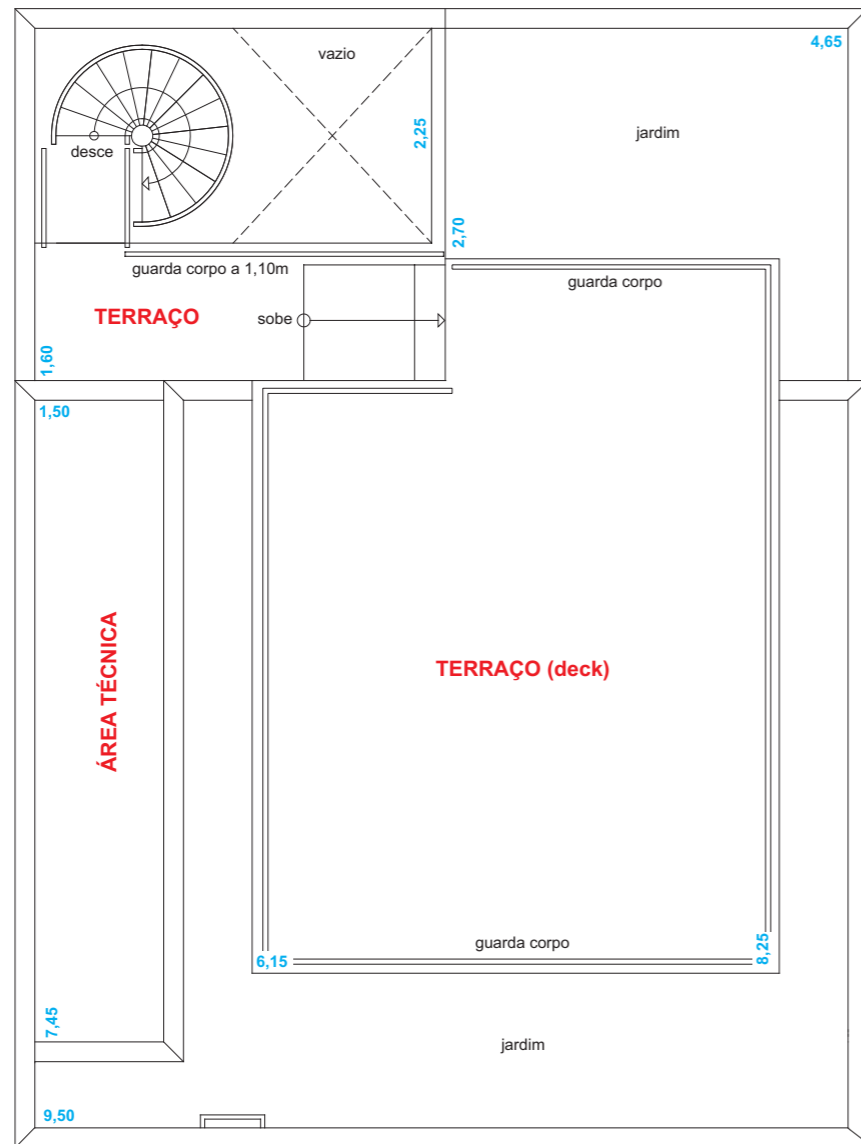 4,65
vazio
2,25
jardim
desce
2,70
guarda corpo a 1,10m
guarda corpo
TERRAÇO
sobe
1,60
1,50
ÁREA TÉCNICA
TERRAÇO (deck)
guarda corpo
6,15
8,25
7,45
jardim
9,50